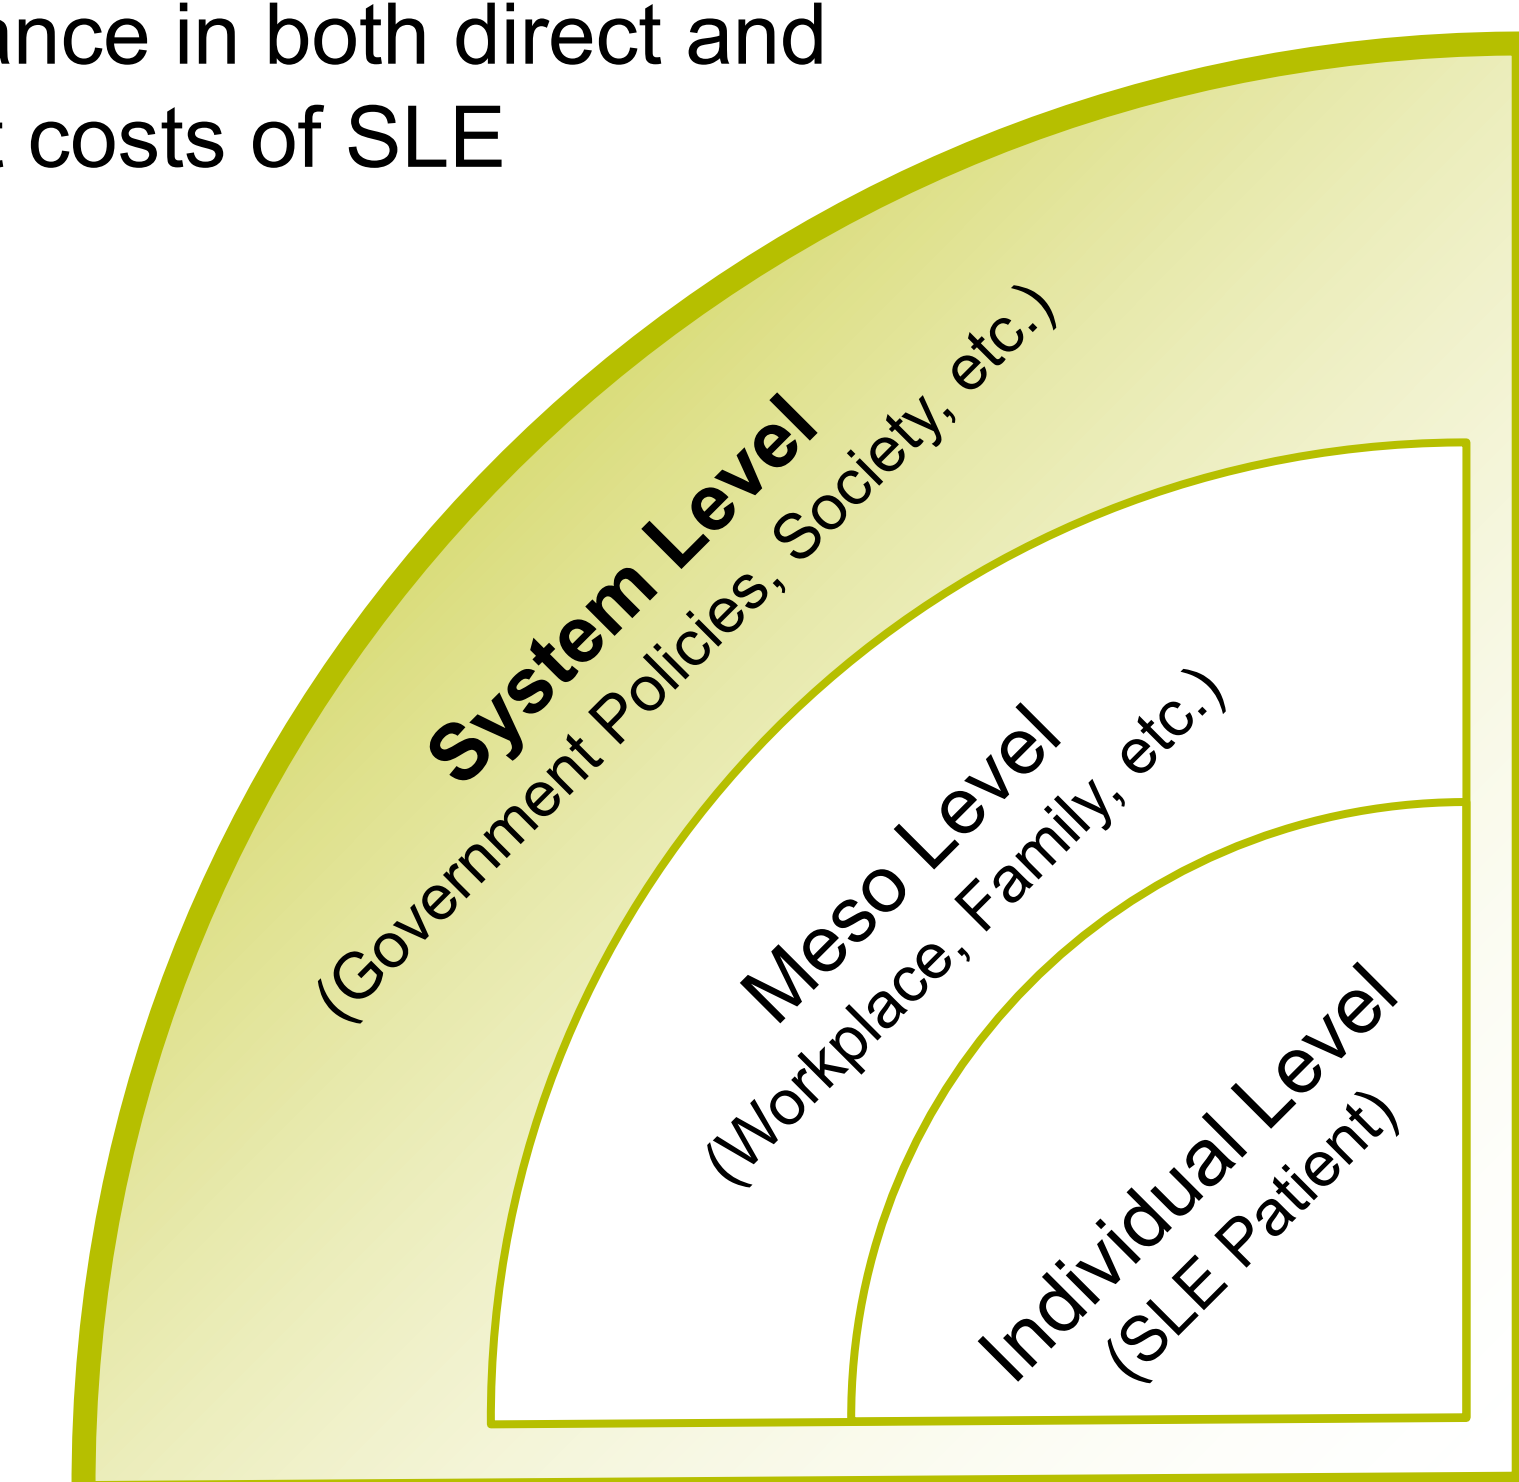 ance in both direct and
t costs of SLE
System Level
(Government Policies, Society, etc.)
Meso Level
(Workplace, Family, etc.)
Individual Level
(SLE Patient)